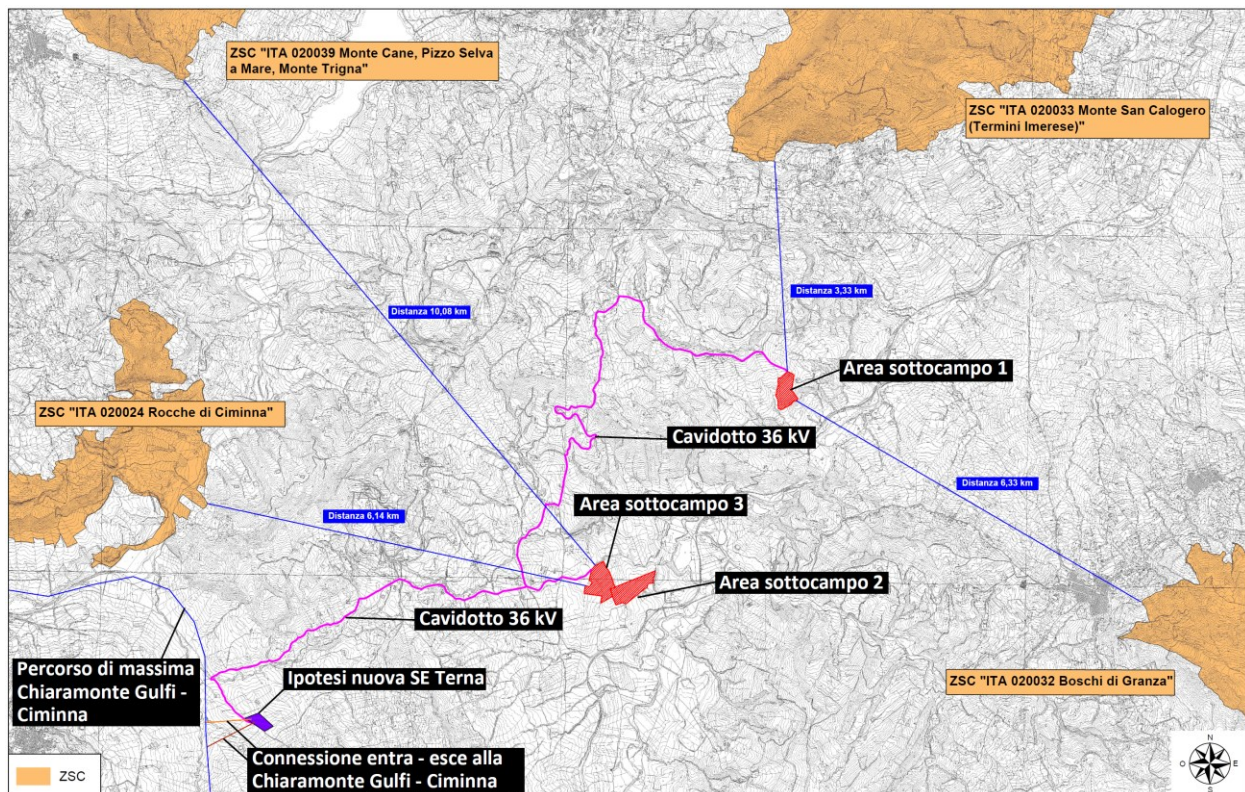 ZSC "ITA 020039 Monte Cane, Pizzo Selva
a Mare, Monte Trigna"
ZSC "ITA 020033 Monte San Calogero
(Termini Imerese)"
Distanza 3,33 km
Distanza 10,08 km
Area sottocampo 1
ZSC "ITA 020024 Rocche di Ciminna"
Cavidotto 36 kV
Distanza 6,33 km
Area sottocampo 3
Distanza 6,14 km
Area sottocampo 2
Cavidotto 36 kV
Percorso di massima
Chiaramonte Gulfi -
Ciminna
Ipotesi nuova SE Terna
ZSC "ITA 020032 Boschi di Granza"
Connessione entra - esce alla
Chiaramonte Gulfi - Ciminna
ZSC
N
O
E
S